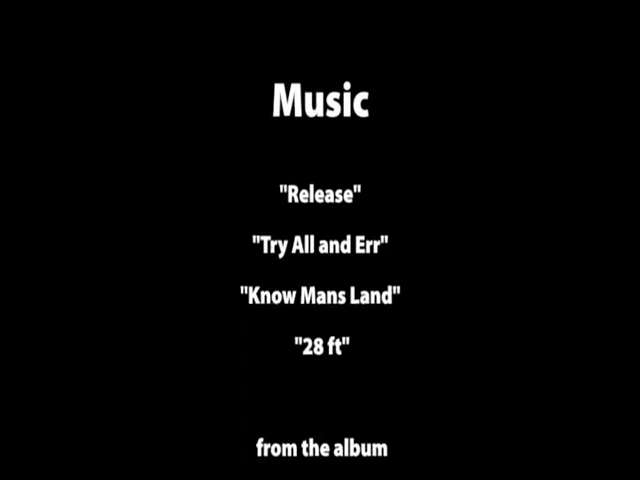 Music
"Release"
"Try All and Err"
"Know Mans Land"
"28 ft"
from the album